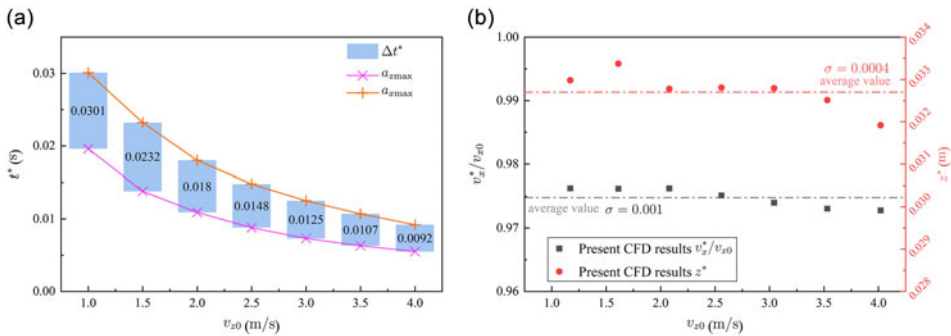 (a)
t* (s)
0.03
0.02
0.01
0.00
Δt*
a_zmax
a_xmax
0.0301
0.0232
0.018
0.0148
0.0125
0.0107
0.0092
1.0 1.5 2.0 2.5 3.0 3.5 4.0
v_z0 (m/s)
(b)
v_x*/v_x0
1.00
0.99
0.98
0.97
0.96
σ = 0.0004
average value
average value σ = 0.001
Present CFD results v_x*/v_x0
Present CFD results z*
1.0 1.5 2.0 2.5 3.0 3.5 4.0
v_z0 (m/s)
0.034
0.033
0.032
0.031
0.030
0.029
0.028
z* (m)